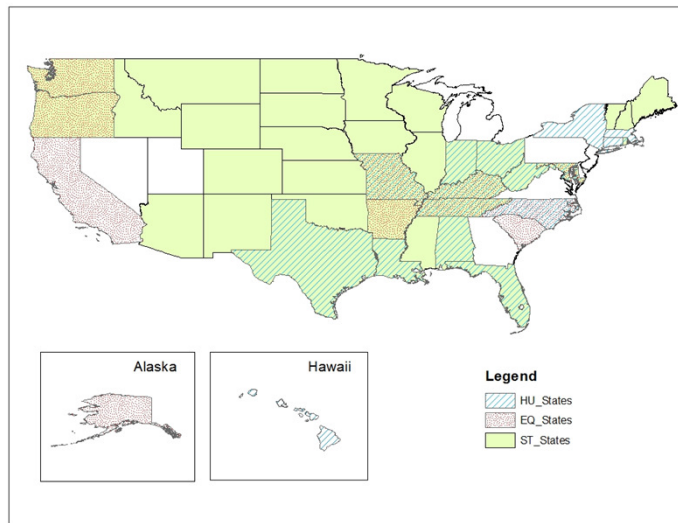 Alaska
Hawaii
Legend
HU_States
EQ_States
ST_States